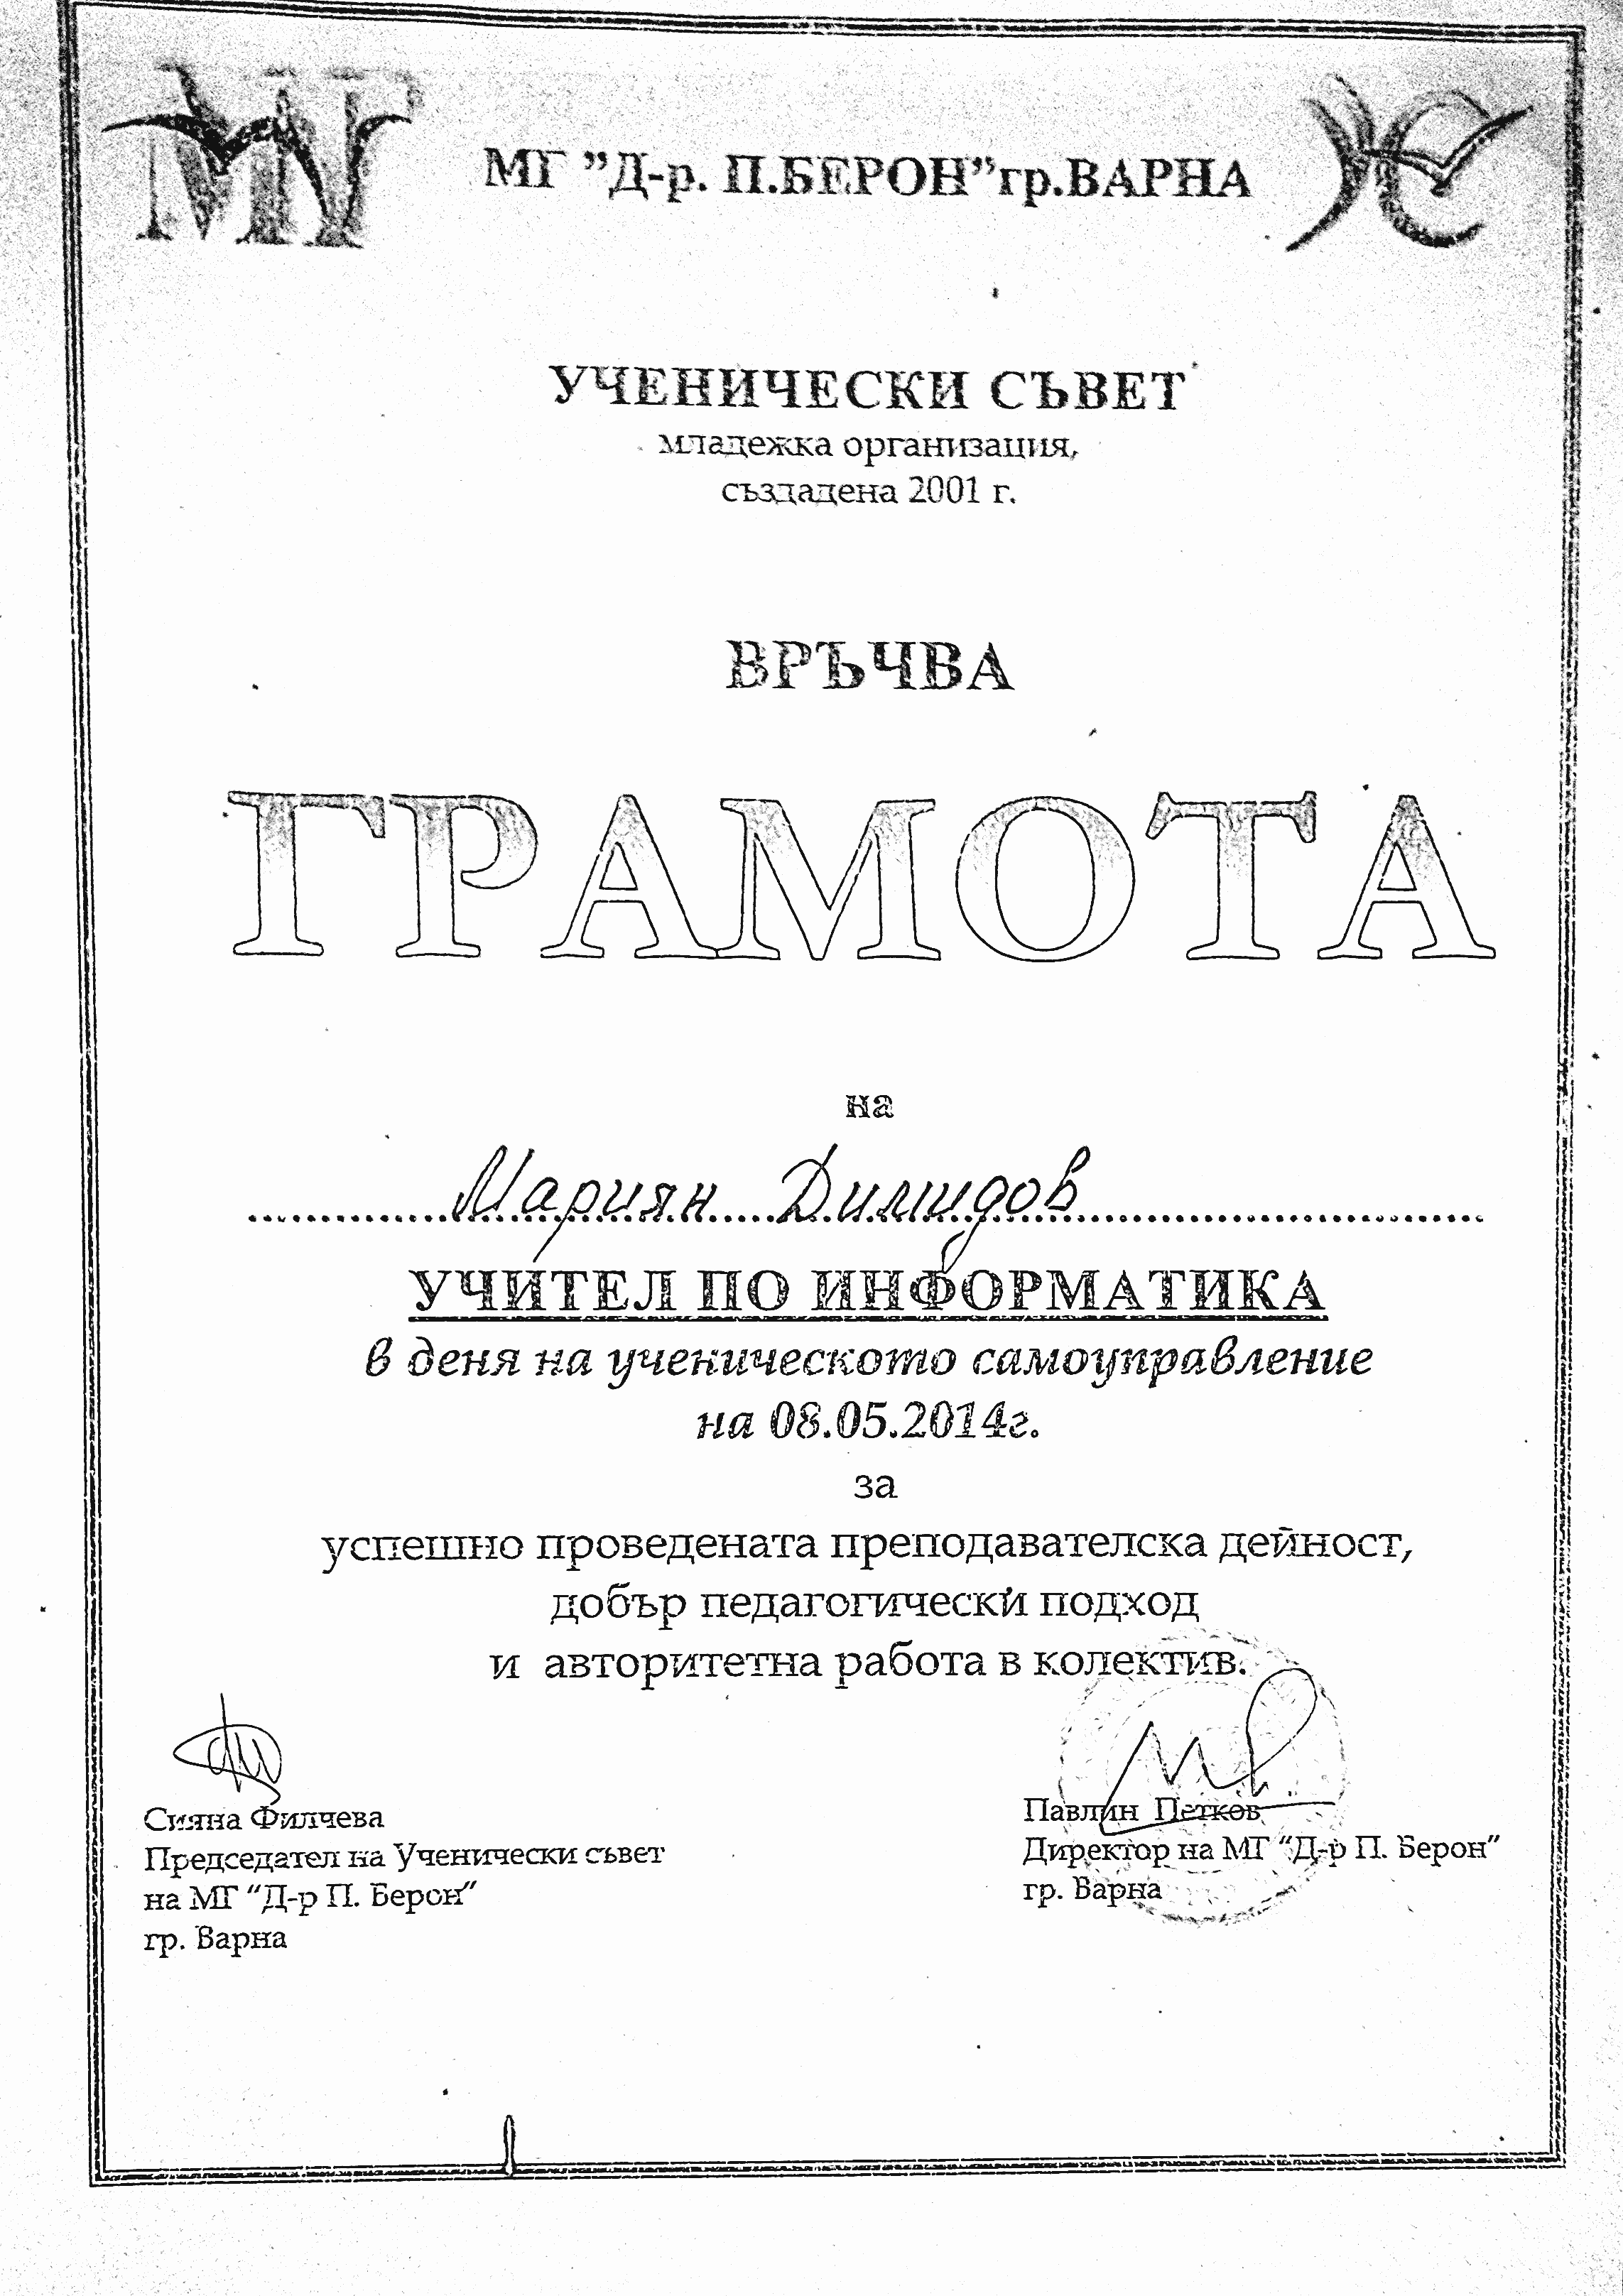 МГ
МГ ”Д-р. П.БЕРОН”гр.ВАРНА
УС
УЧЕНИЧЕСКИ СЪВЕТ
младежка организация,
създадена 2001 г.
ВРЪЧВА
ГРАМОТА
на
Мариян Димидов
УЧИТЕЛ ПО ИНФОРМАТИКА
в деня на ученическото самоуправление
на 08.05.2014г.
за
успешно проведената преподавателска дейност,
добър педагогически подход
и авторитетна работа в колектив.
Сияна Филчева
Председател на Ученически съвет
на МГ “Д-р П. Берон”
гр. Варна
Павлин Петков
Директор на МГ “Д-р П. Берон”
гр. Варна